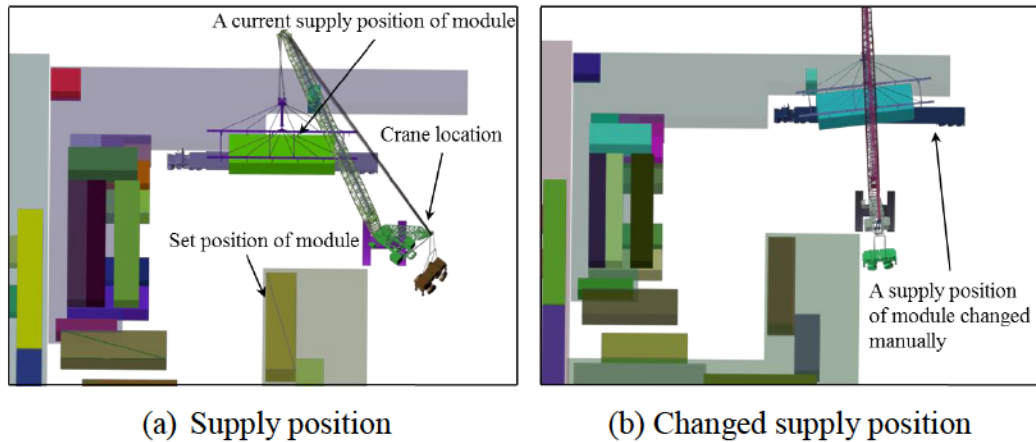 A current supply position of module
Crane location
Set position of module
A supply position
of module changed
manually
(a) Supply position
(b) Changed supply position